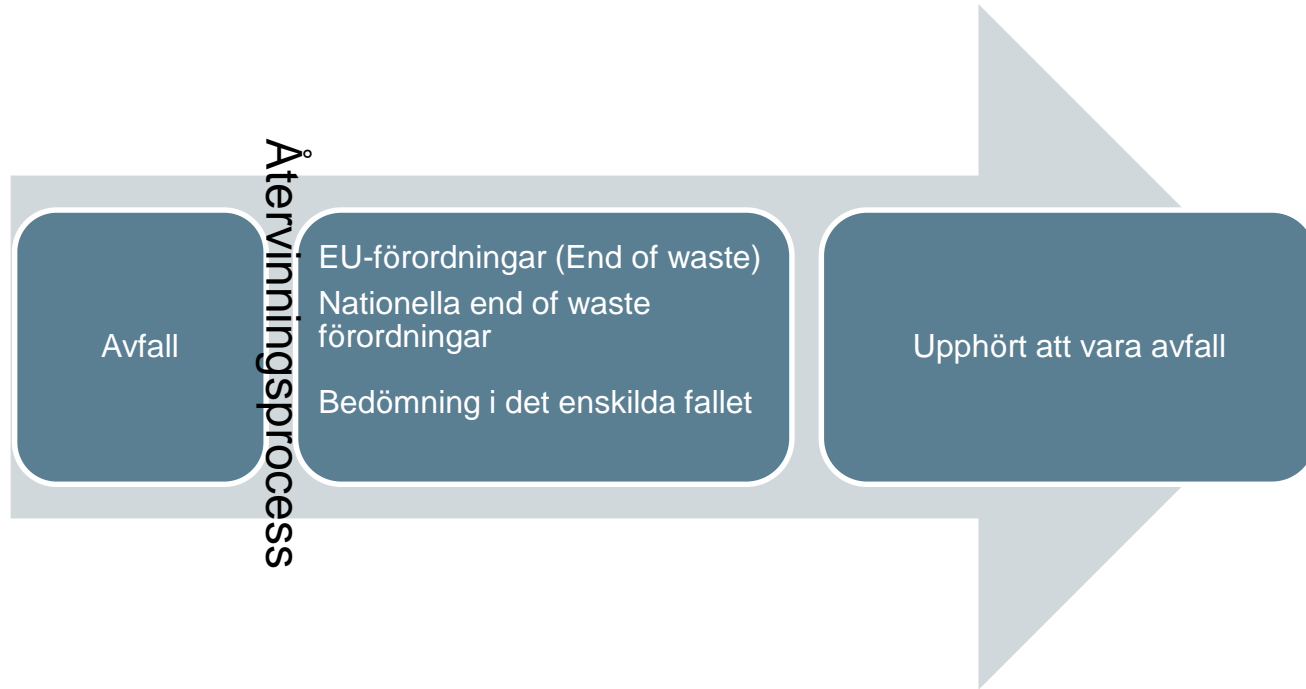 Avfall
Återvinningsprocess
EU-förordningar (End of waste)
Nationella end of waste
förordningar
Bedömning i det enskilda fallet
Upphört att vara avfall